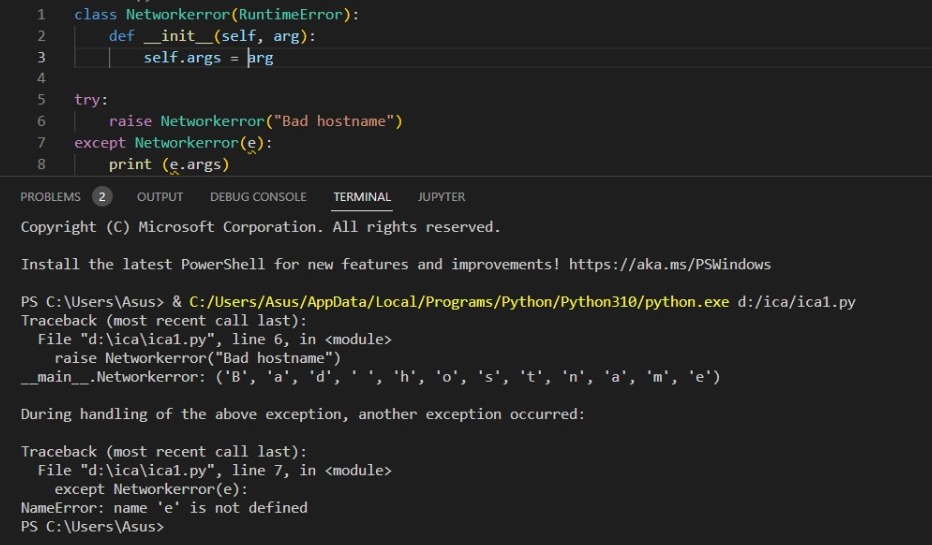 1 class Networkerror(RuntimeError):
2 def __init__(self, arg):
3 self.args = arg
4
5 try:
6 raise Networkerror("Bad hostname")
7 except Networkerror(e):
8 print (e.args)
PROBLEMS 2 OUTPUT DEBUG CONSOLE TERMINAL JUPYTER
Copyright (C) Microsoft Corporation. All rights reserved.
Install the latest PowerShell for new features and improvements! https://aka.ms/PSWindows
PS C:\Users\Asus> & C:/Users/Asus/AppData/Local/Programs/Python/Python310/python.exe d:/ica/ica1.py
Traceback (most recent call last):
File "d:\ica\ica1.py", line 6, in <module>
raise Networkerror("Bad hostname")
__main__.Networkerror: ('B', 'a', 'd', ' ', 'h', 'o', 's', 't', 'n', 'a', 'm', 'e')
During handling of the above exception, another exception occurred:
Traceback (most recent call last):
File "d:\ica\ica1.py", line 7, in <module>
except Networkerror(e):
NameError: name 'e' is not defined
PS C:\Users\Asus>